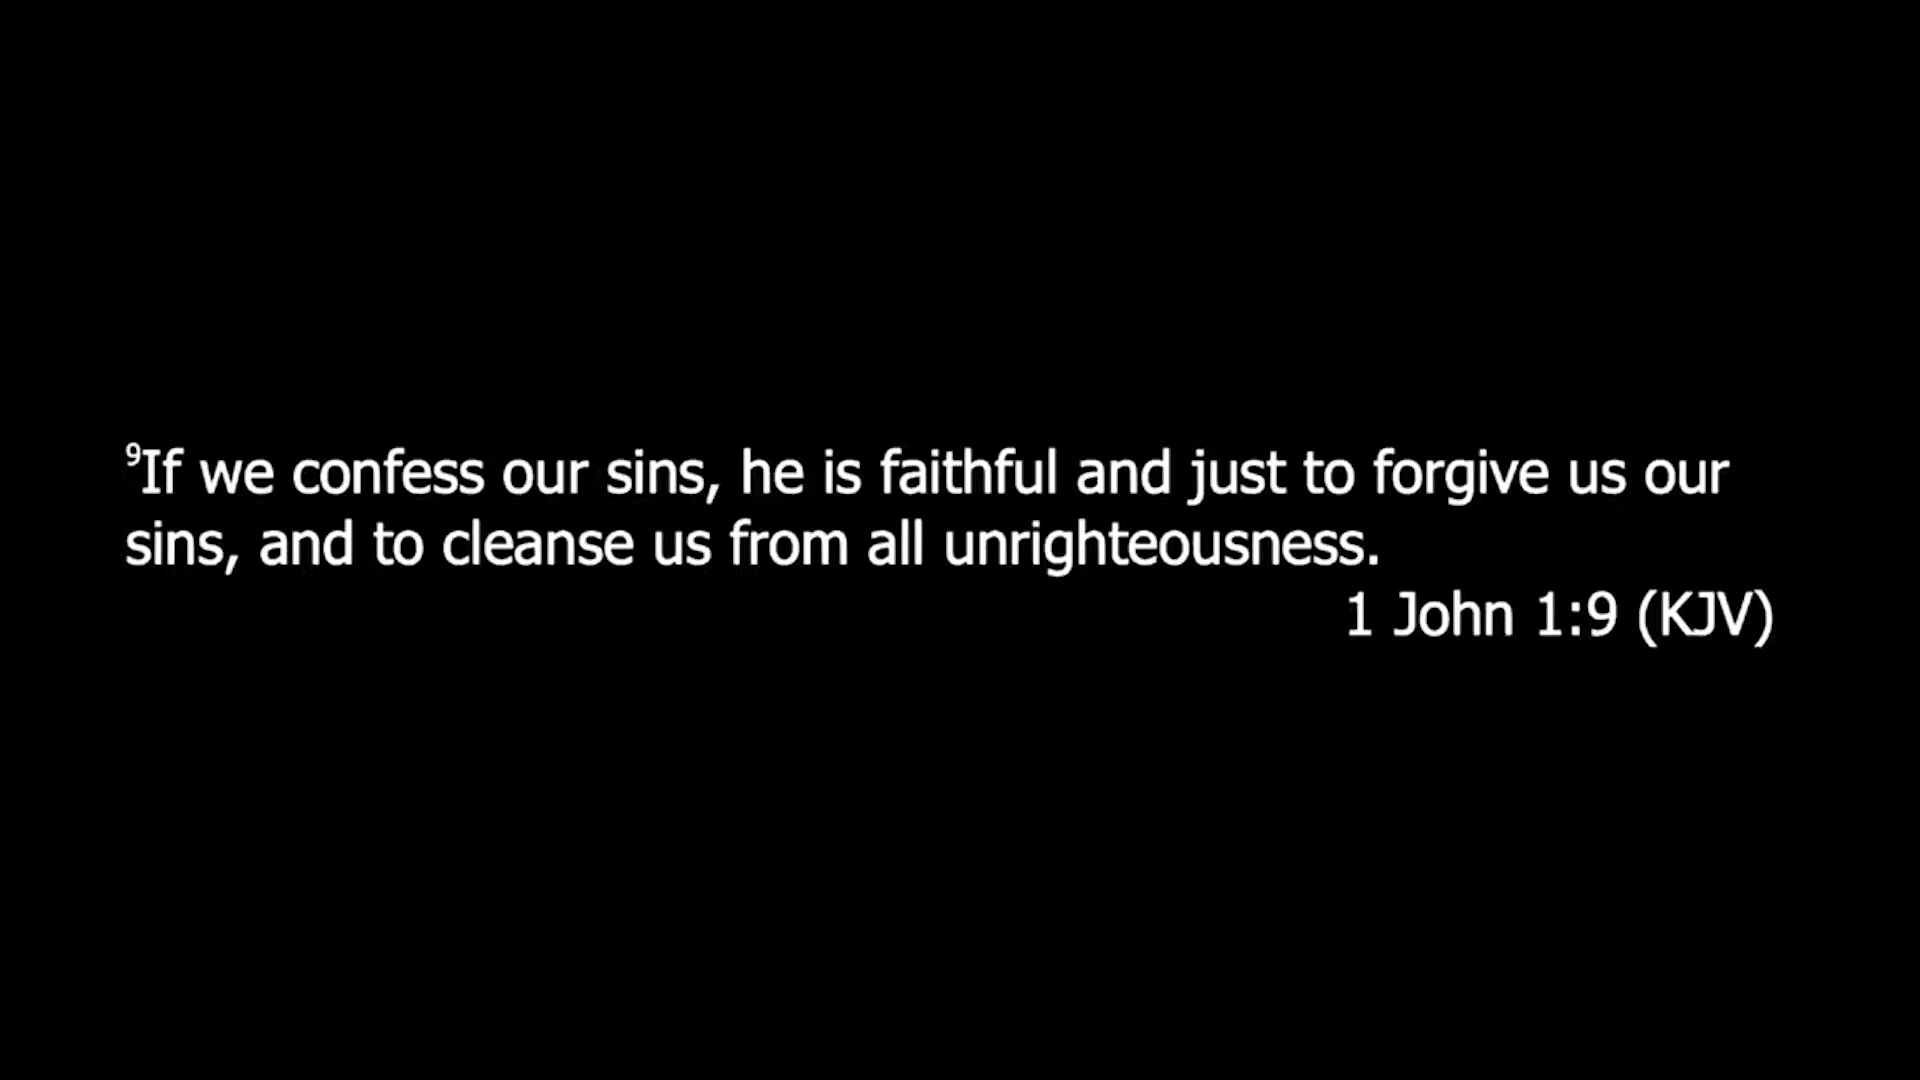 ⁹If we confess our sins, he is faithful and just to forgive us our
sins, and to cleanse us from all unrighteousness.
1 John 1:9 (KJV)